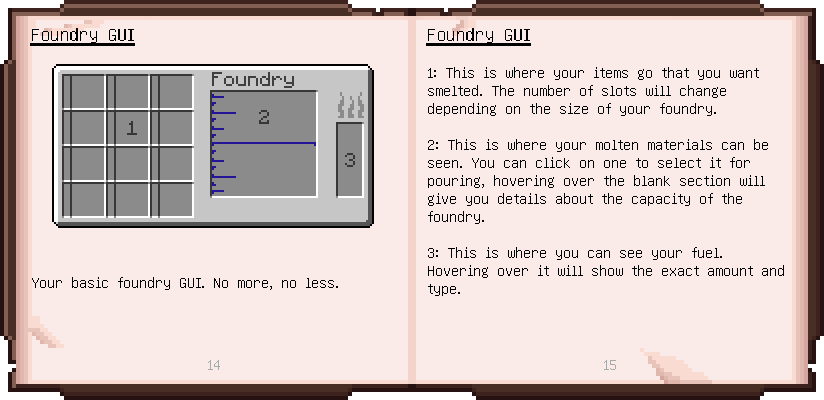 Foundry GUI
Foundry
1
2
3
Your basic foundry GUI. No more, no less.
14
Foundry GUI
1: This is where your items go that you want
smelted. The number of slots will change
depending on the size of your foundry.
2: This is where your molten materials can be
seen. You can click on one to select it for
pouring, hovering over the blank section will
give you details about the capacity of the
foundry.
3: This is where you can see your fuel.
Hovering over it will show the exact amount and
type.
15